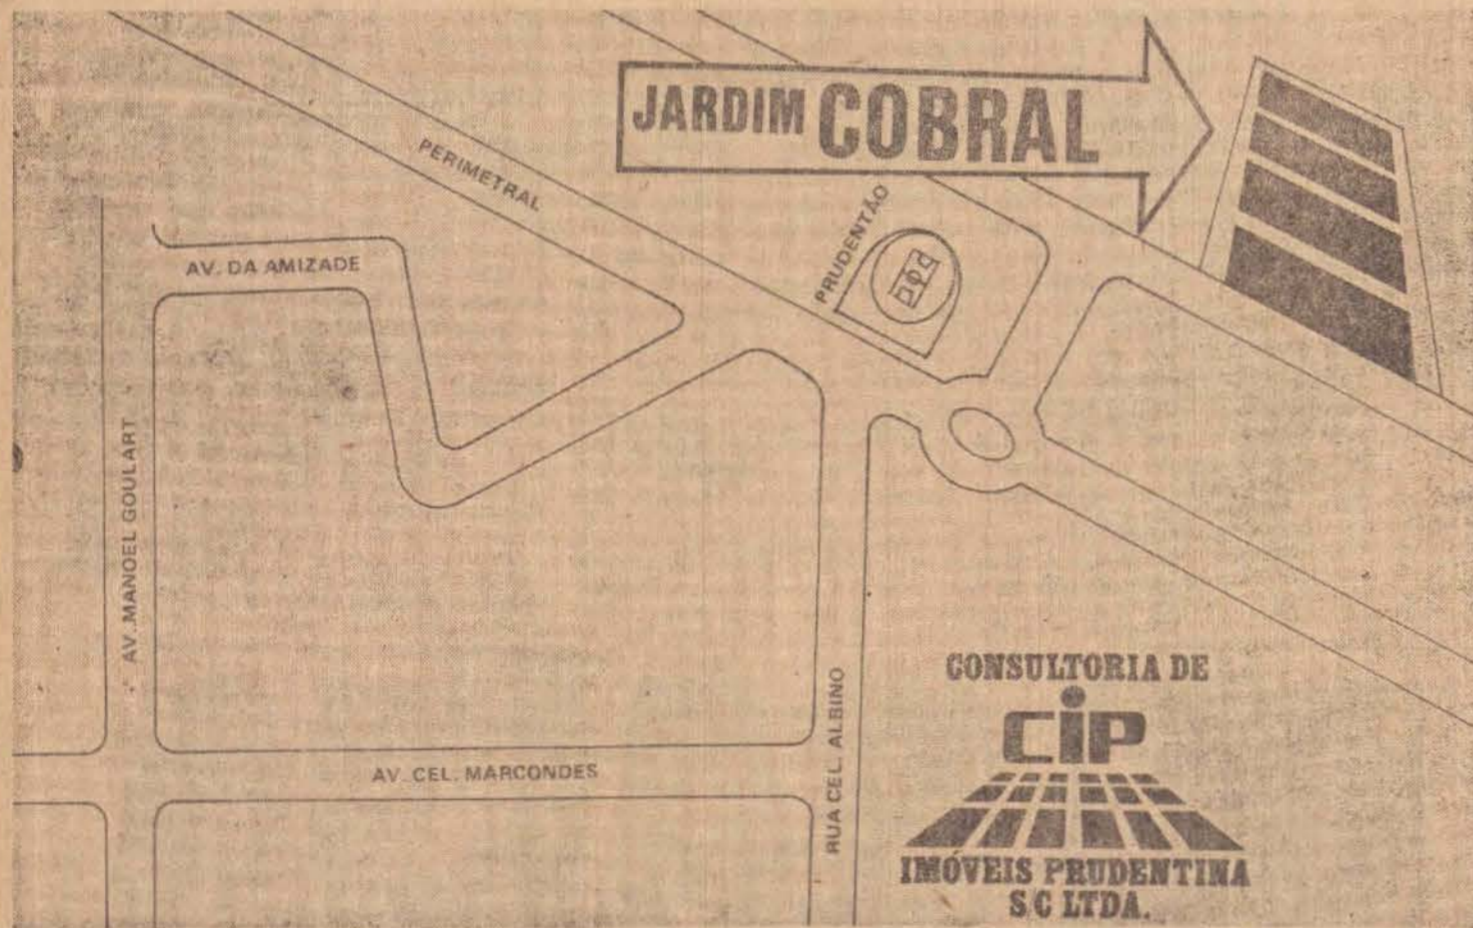 JARDIM COBRAL
PERIMETRAL
PRUDENTÃO
AV. DA AMIZADE
AV. MANOEL GOULART
AV. CEL. MARCONDES
RUA CEL. ALBINO
CONSULTORIA DE
CIP
IMÓVEIS PRUDENTINA
S C LTDA.